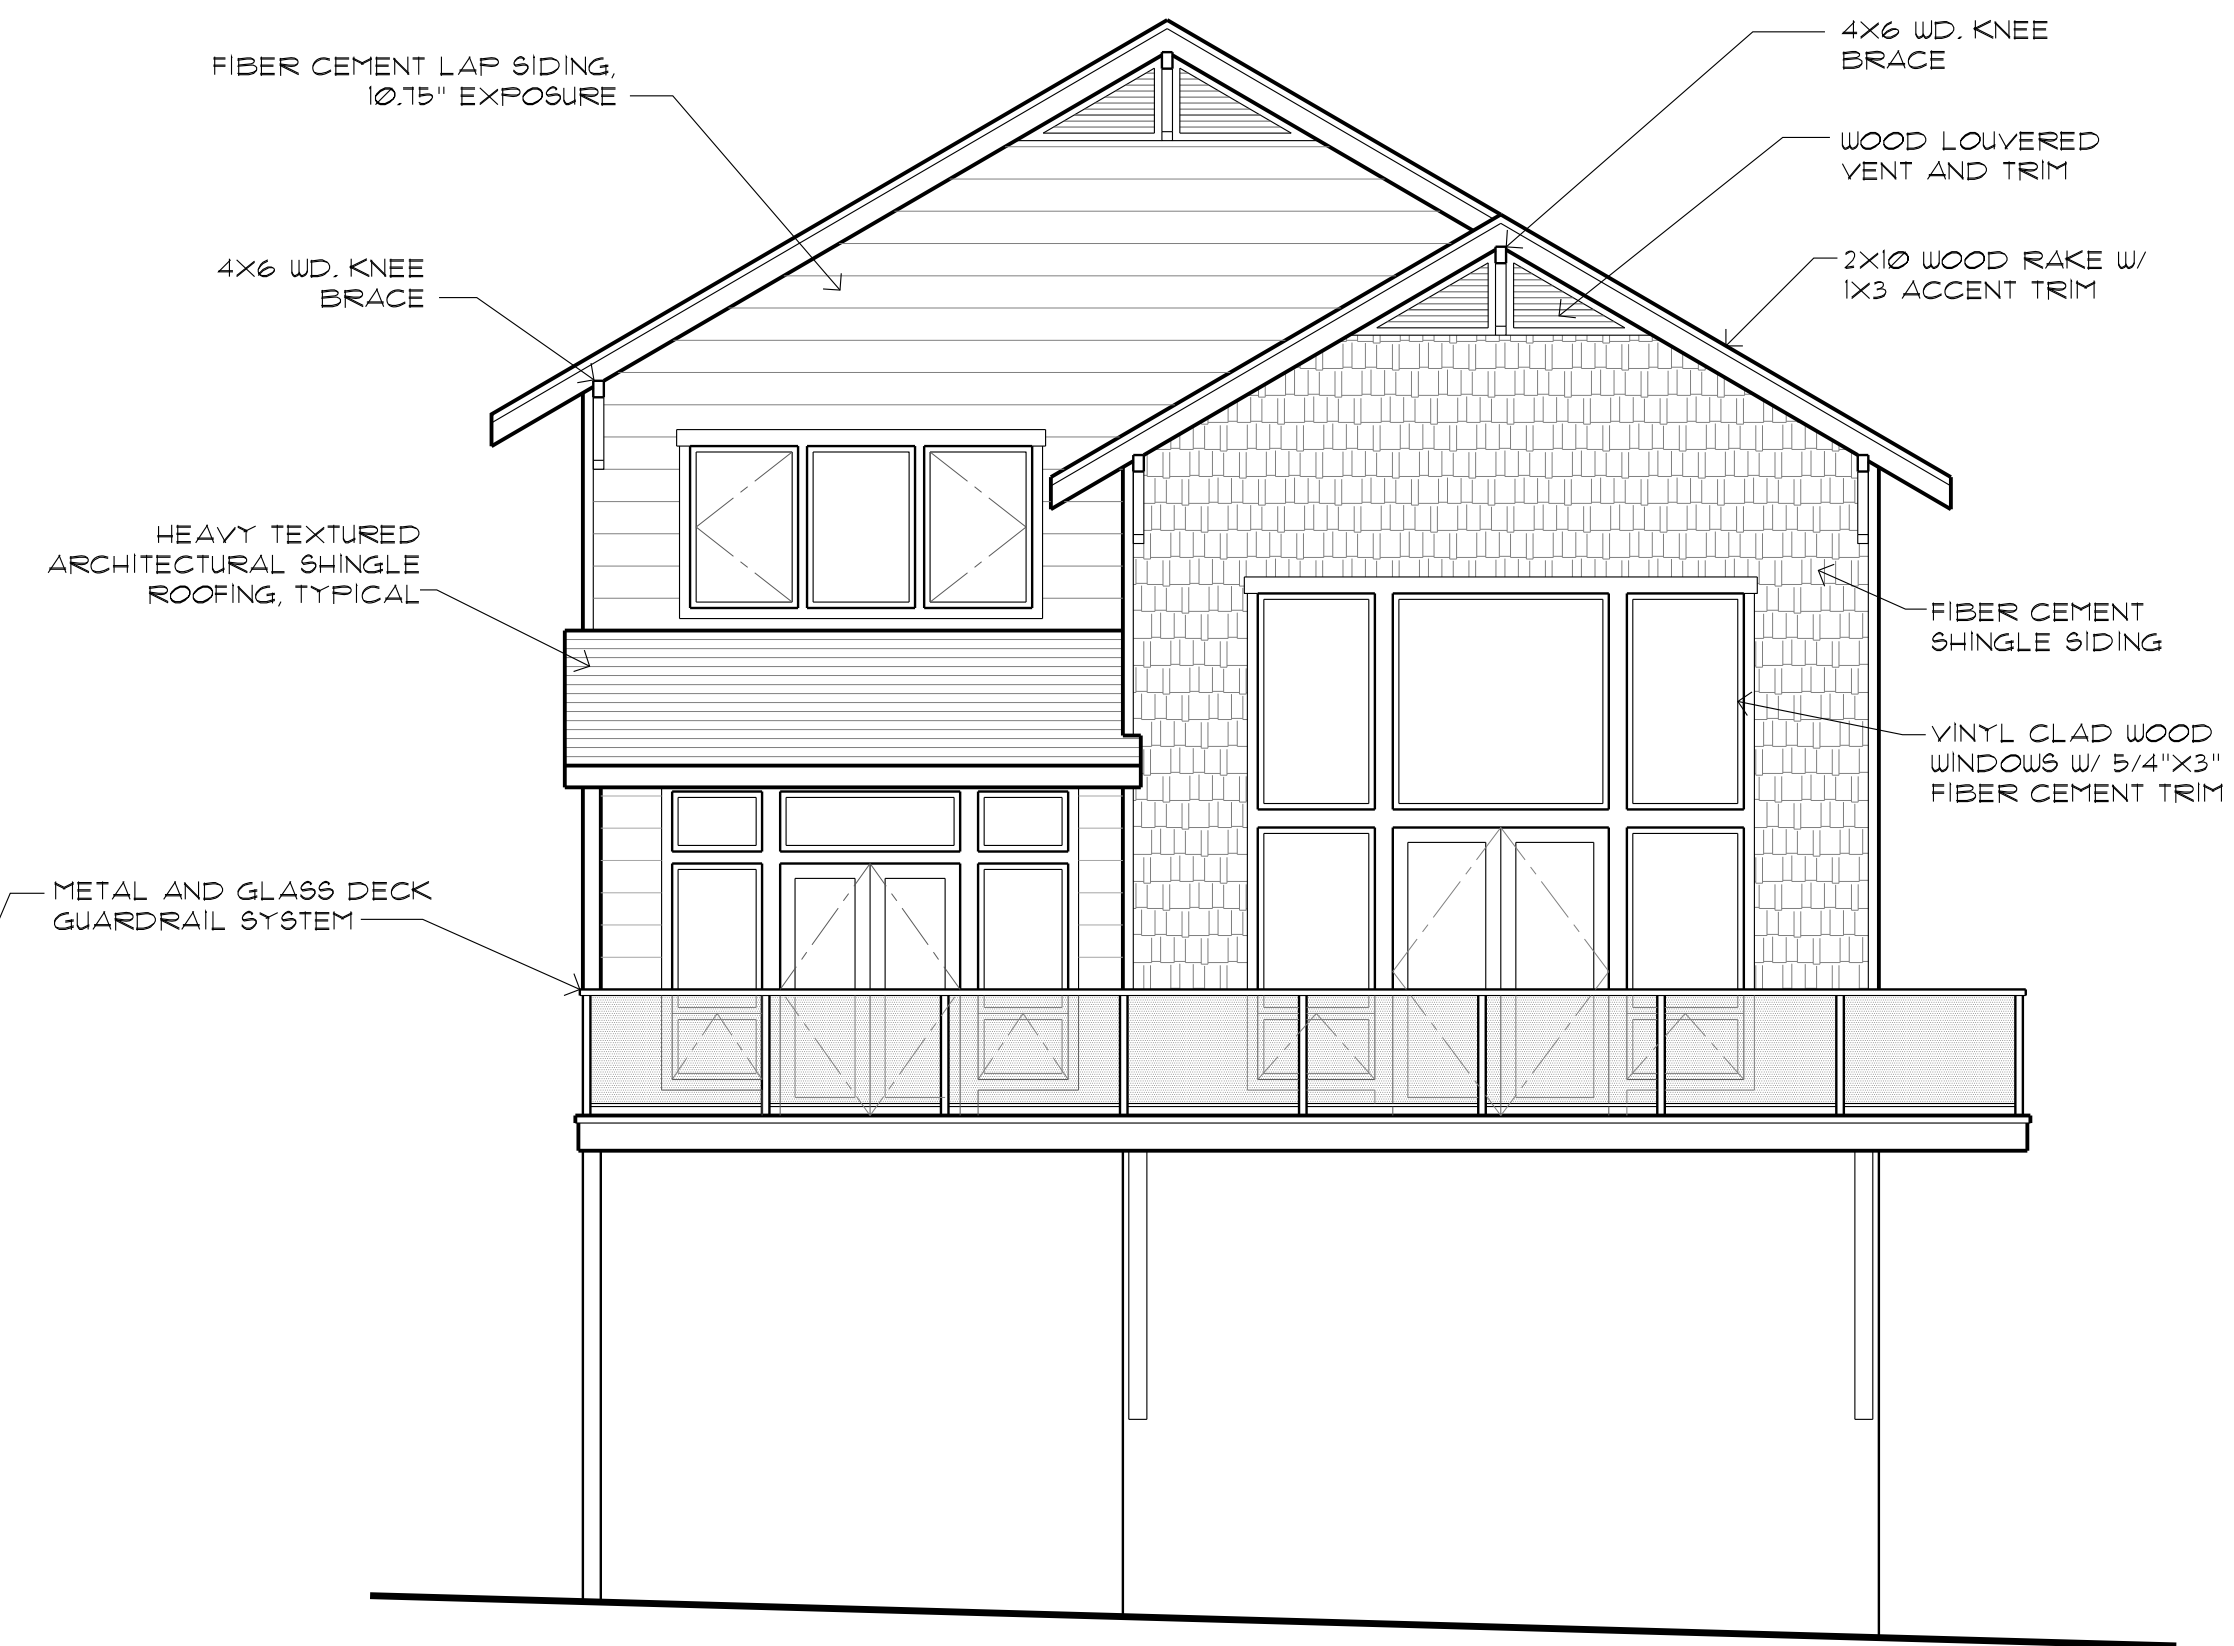 FIBER CEMENT LAP SIDING,
10.75" EXPOSURE
4X6 WD. KNEE
BRACE
HEAVY TEXTURED
ARCHITECTURAL SHINGLE
ROOFING, TYPICAL
METAL AND GLASS DECK
GUARDRAIL SYSTEM
4X6 WD. KNEE
BRACE
WOOD LOUVERED
VENT AND TRIM
2X10 WOOD RAKE W/
1X3 ACCENT TRIM
FIBER CEMENT
SHINGLE SIDING
VINYL CLAD WOOD
WINDOWS W/ 5/4"X3"
FIBER CEMENT TRIM